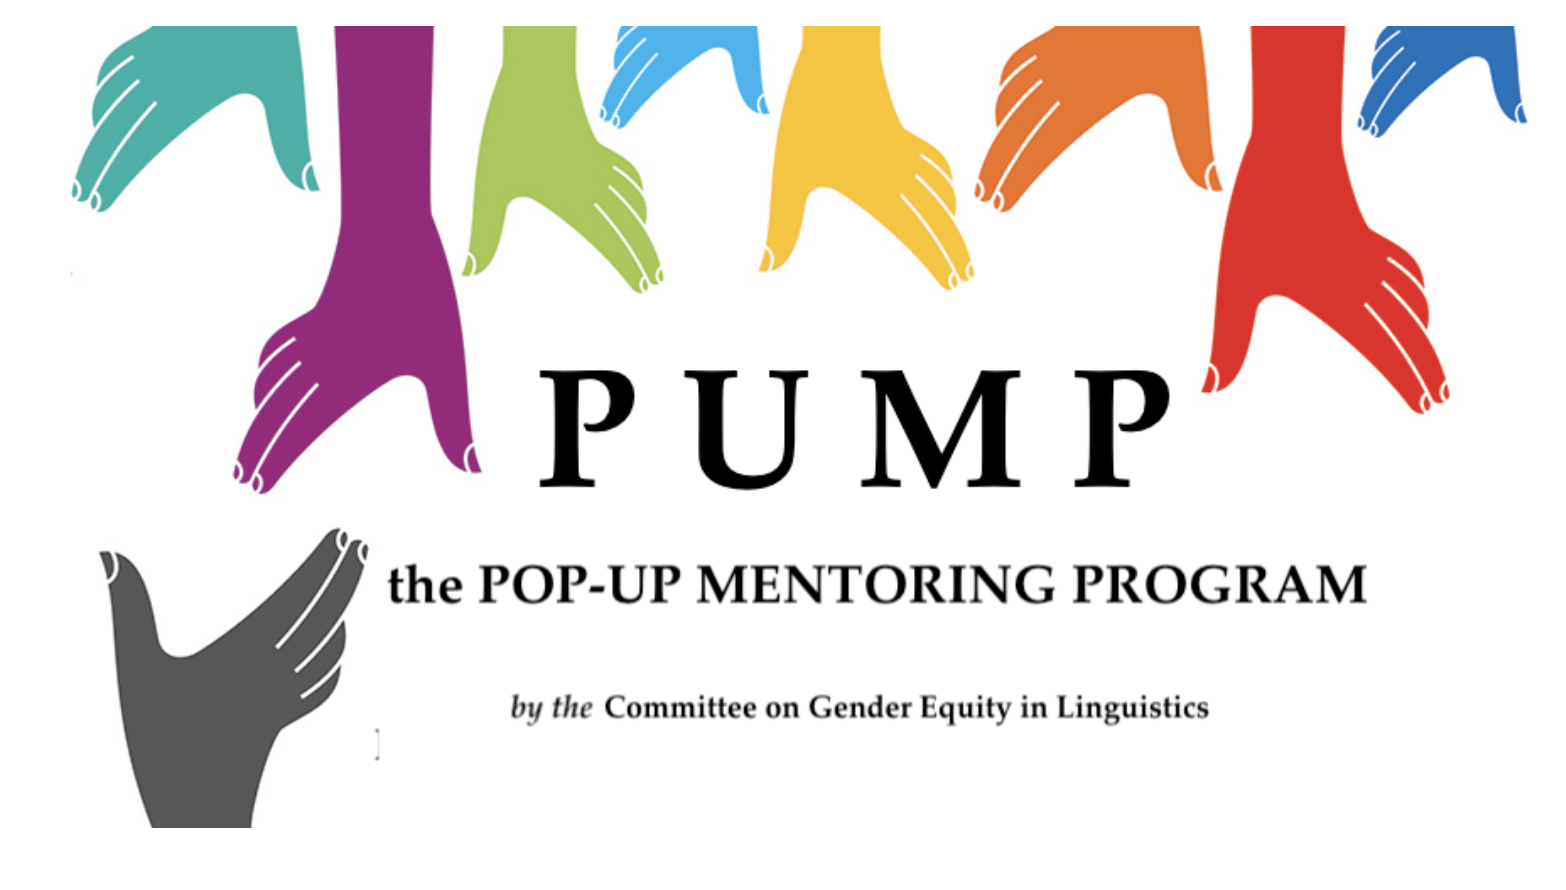 PUMP
the POP-UP MENTORING PROGRAM
by the Committee on Gender Equity in Linguistics